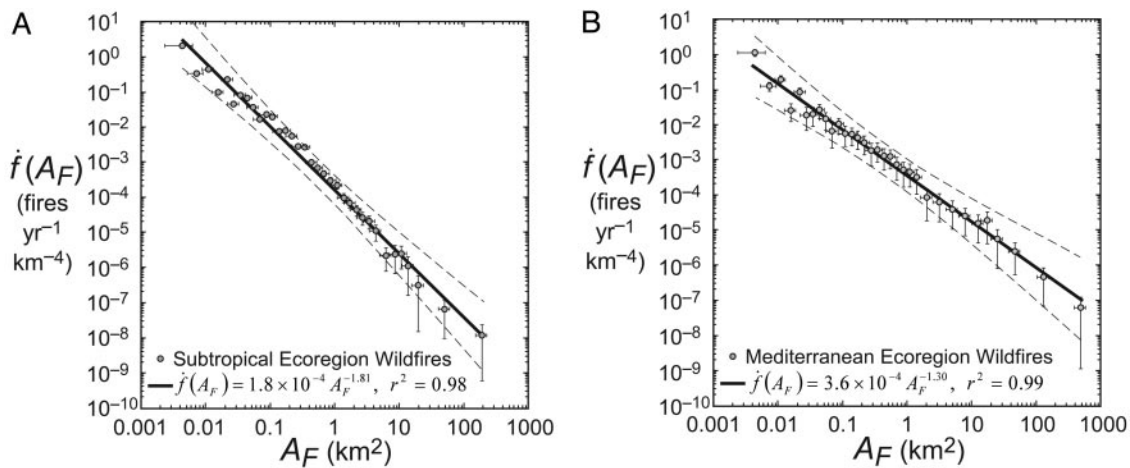 A
10^1
10^0
10^−1
10^−2
10^−3
10^−4
10^−5
10^−6
10^−7
10^−8
10^−9
10^−10
ḟ(A_F)
(fires
yr^−1
km^−4)
Subtropical Ecoregion Wildfires
ḟ(A_F) = 1.8 × 10^−4 A_F^−1.81, r^2 = 0.98
0.001 0.01 0.1 1 10 100 1000
A_F (km^2)
B
10^1
10^0
10^−1
10^−2
10^−3
10^−4
10^−5
10^−6
10^−7
10^−8
10^−9
10^−10
ḟ(A_F)
(fires
yr^−1
km^−4)
Mediterranean Ecoregion Wildfires
ḟ(A_F) = 3.6 × 10^−4 A_F^−1.30, r^2 = 0.99
0.001 0.01 0.1 1 10 100 1000
A_F (km^2)